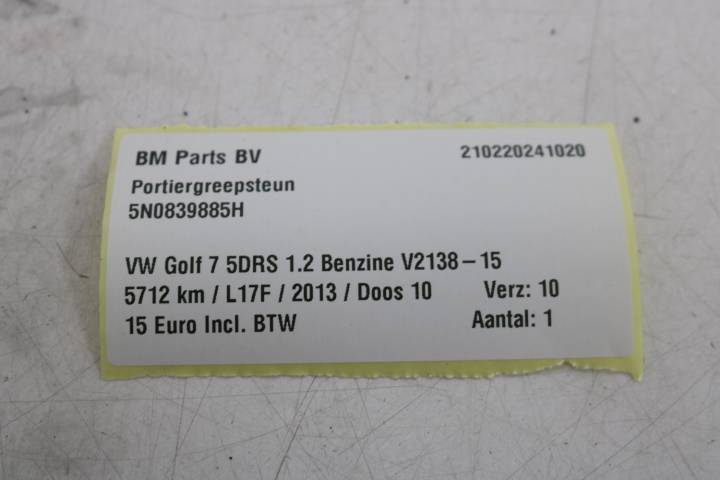 BM Parts BV 210220241020
Portiergreepsteun
5N0839885H
VW Golf 7 5DRS 1.2 Benzine V2138-15
5712 km / L17F / 2013 / Doos 10 Verz: 10
15 Euro Incl. BTW Aantal: 1